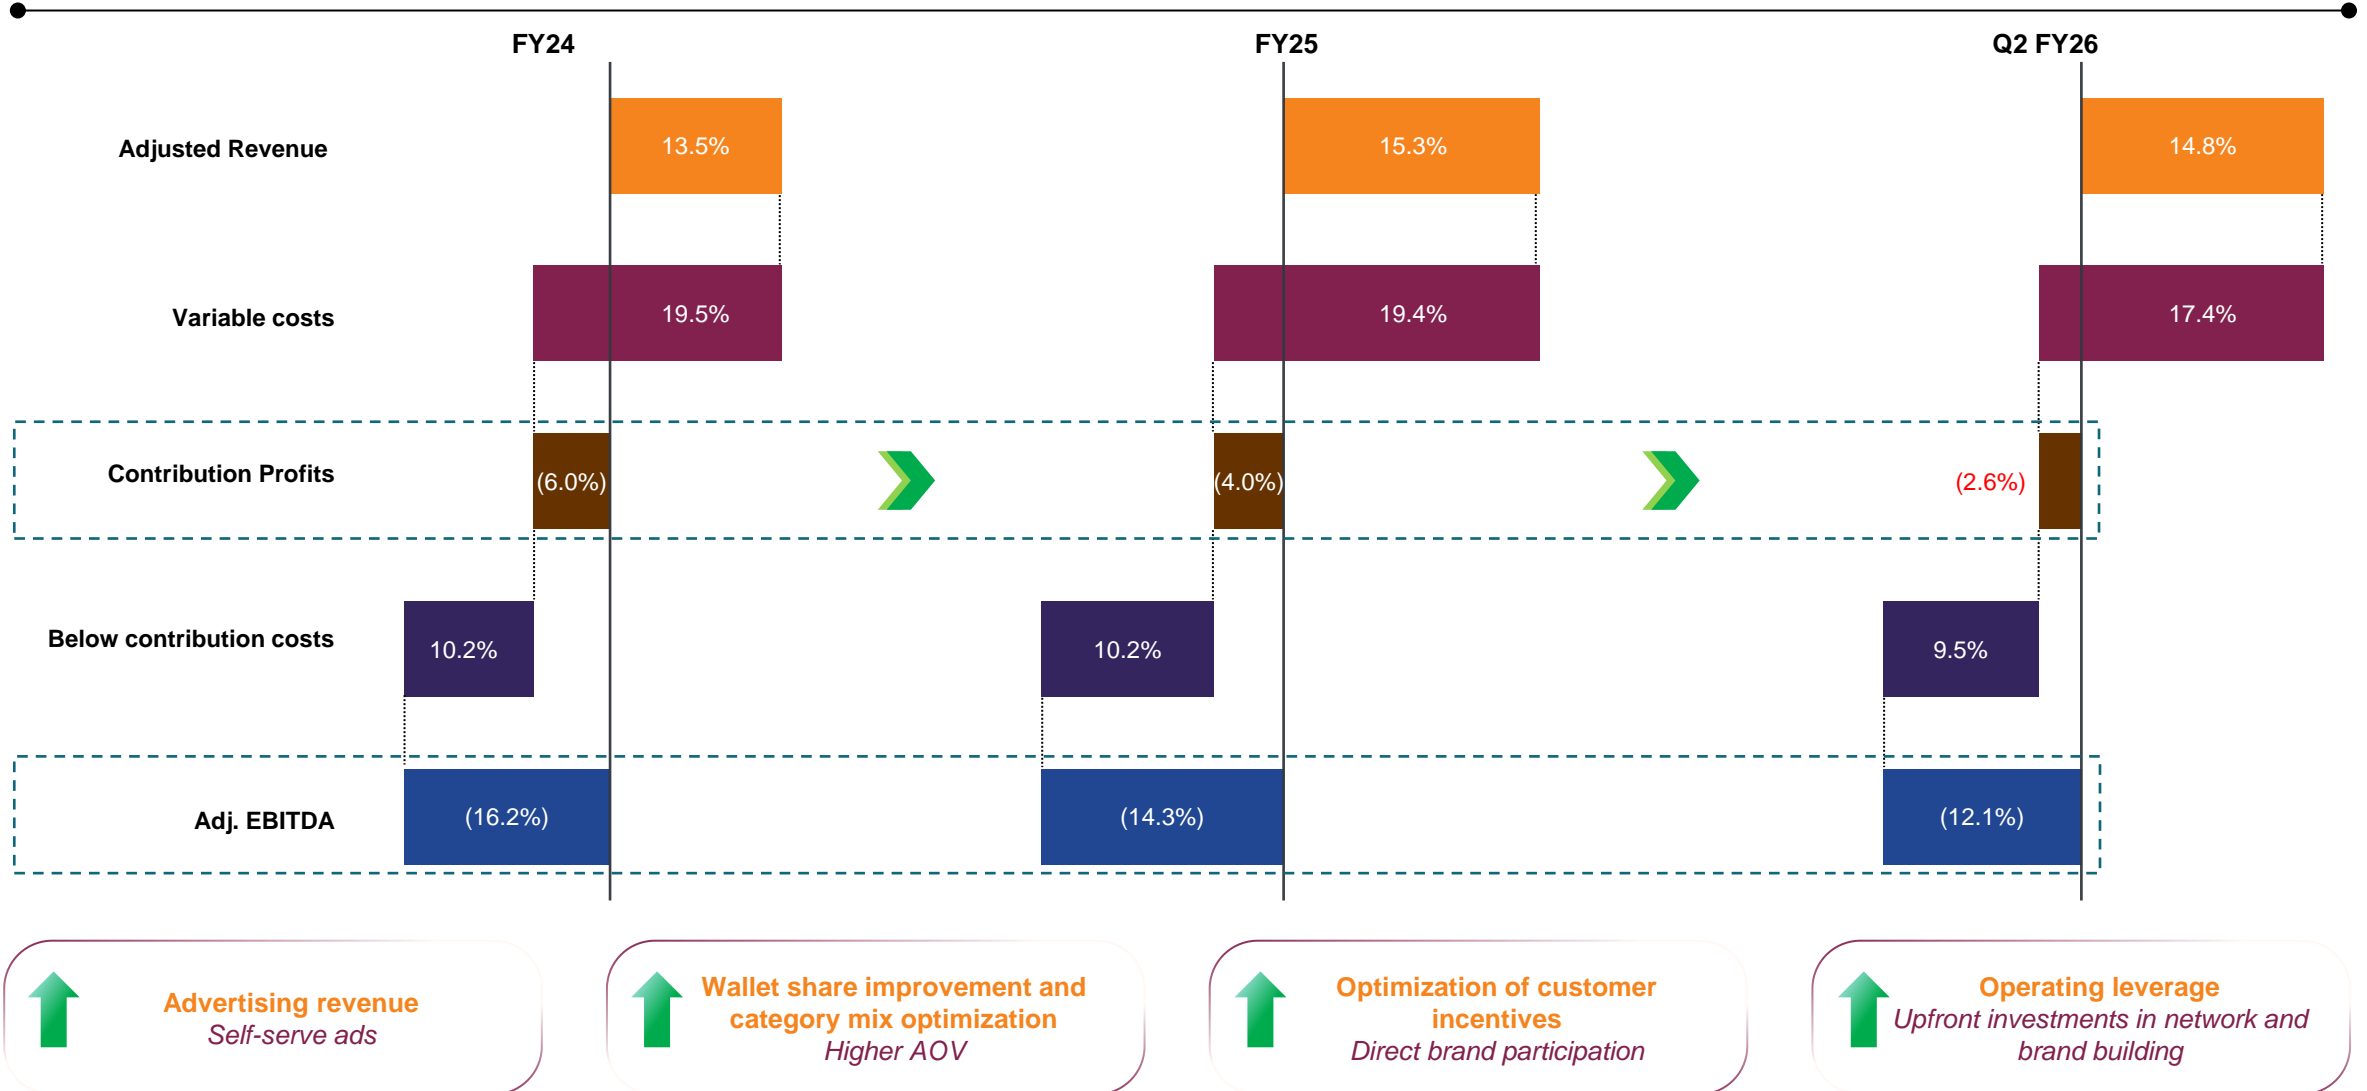 FY24
FY25
Q2 FY26
Adjusted Revenue
13.5%
15.3%
14.8%
Variable costs
19.5%
19.4%
17.4%
Contribution Profits
(6.0%)
(4.0%)
(2.6%)
Below contribution costs
10.2%
10.2%
9.5%
Adj. EBITDA
(16.2%)
(14.3%)
(12.1%)
Advertising revenue
Self-serve ads
Wallet share improvement and
category mix optimization
Higher AOV
Optimization of customer
incentives
Direct brand participation
Operating leverage
Upfront investments in network and
brand building